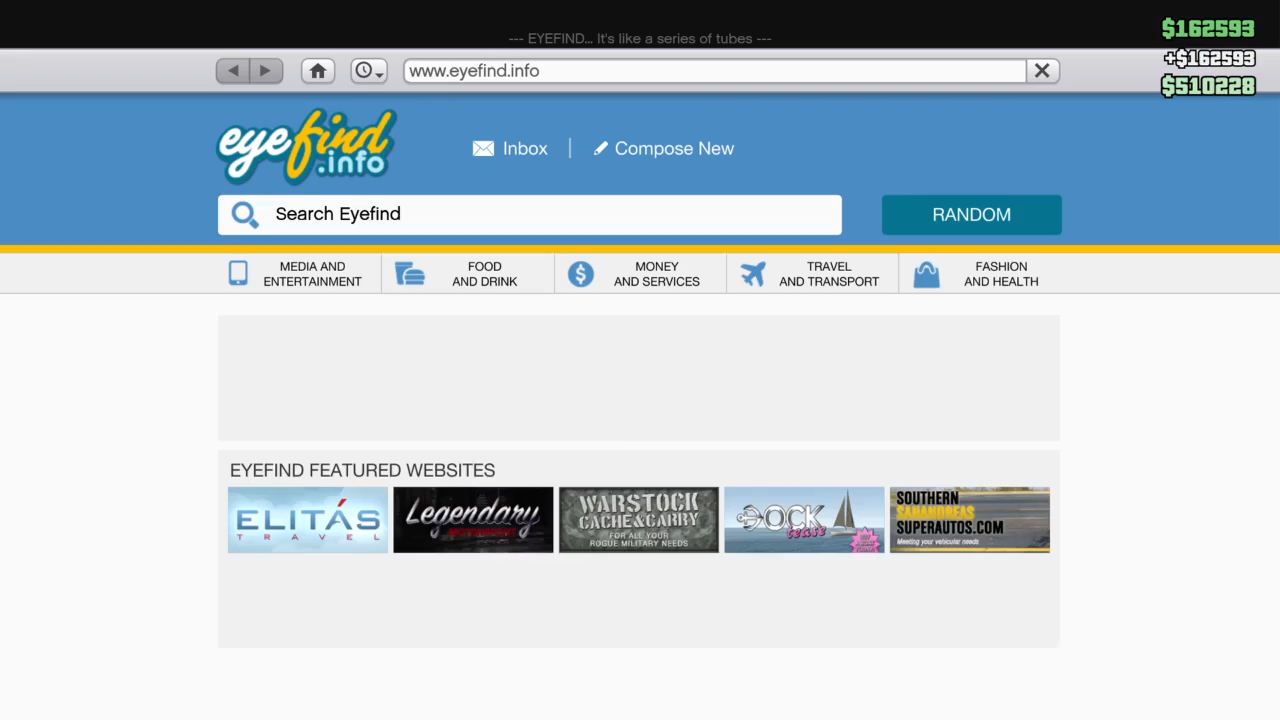 --- EYEFIND... It's like a series of tubes ---
$162593
+$162593
$510228
www.eyefind.info
eyefind
.info
Inbox
Compose New
Search Eyefind
RANDOM
MEDIA AND
ENTERTAINMENT
FOOD
AND DRINK
MONEY
AND SERVICES
TRAVEL
AND TRANSPORT
FASHION
AND HEALTH
EYEFIND FEATURED WEBSITES
ELITÁS
TRAVEL
Legendary
MOTORSPORT
WARSTOCK
CACHE&CARRY
FOR ALL YOUR
ROGUE MILITARY NEEDS
DOCK
tease
SOUTHERN
SANANDREAS
SUPERAUTOS.COM
Meeting your vehicular needs